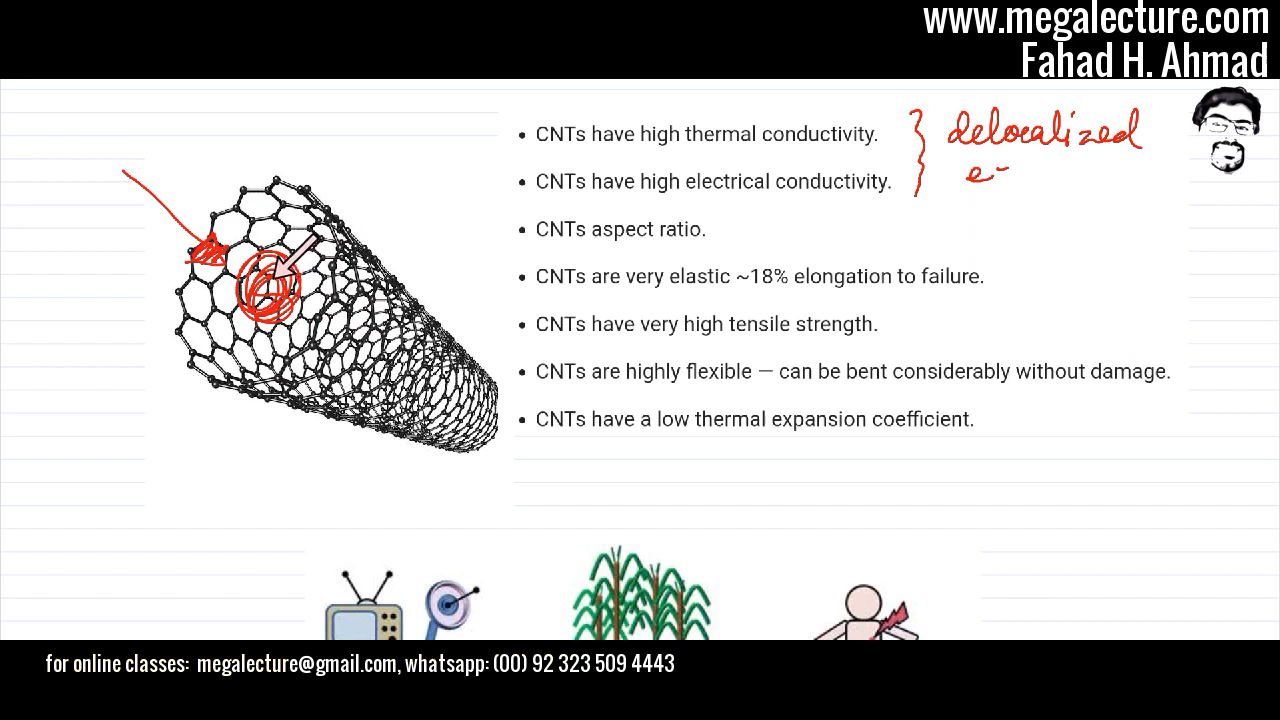 www.megalecture.com
Fahad H. Ahmad
• CNTs have high thermal conductivity.
• CNTs have high electrical conductivity.
delocalized
e-
• CNTs aspect ratio.
• CNTs are very elastic ~18% elongation to failure.
• CNTs have very high tensile strength.
• CNTs are highly flexible — can be bent considerably without damage.
• CNTs have a low thermal expansion coefficient.
for online classes: megalecture@gmail.com, whatsapp: (00) 92 323 509 4443